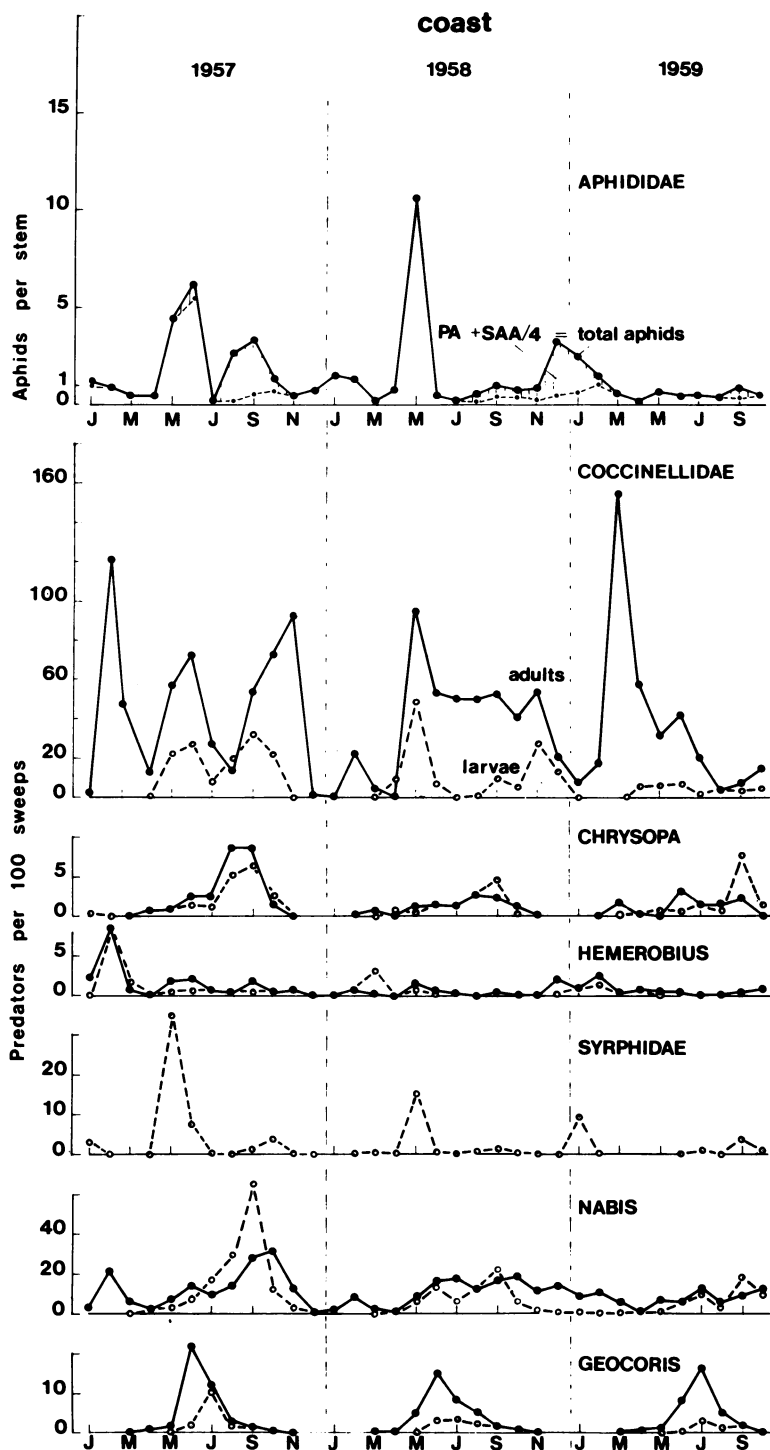 coast
1957 1958 1959
15
APHIDIDAE
10
Aphids per stem
5
PA + SAA/4 = total aphids
1
0
J M M J S N J M M J S N J M M J S
COCCINELLIDAE
160
100
60
adults
20
larvae
0
Predators per 100 sweeps
CHRYSOPA
5
0
HEMEROBIUS
5
0
SYRPHIDAE
20
10
0
NABIS
40
20
0
GEOCORIS
10
0
J M M J S N J M M J S N J M M J S